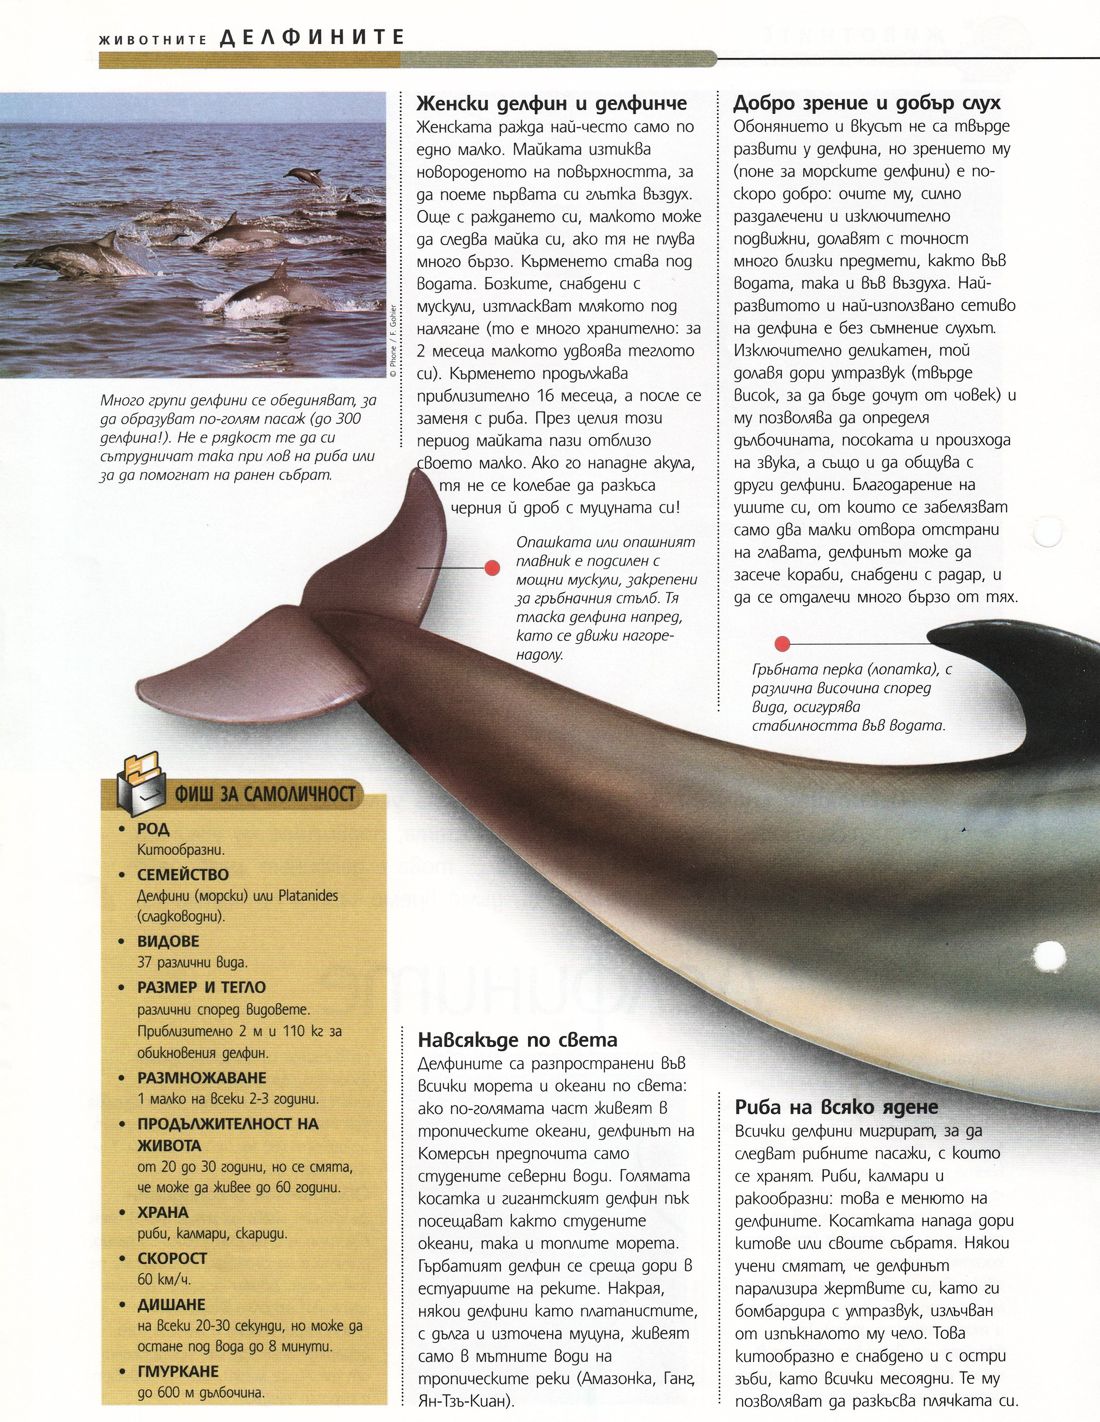 ЖИВОТНИТЕ ДЕЛФИНИТЕ
© Phone / F. Gohier
Много групи делфини се обединяват, за
да образуват по-голям пасаж (до 300
делфина!). Не е рядкост те да си
сътрудничат така при лов на риба или
за да помогнат на ранен събрат.
Женски делфин и делфинче
Женската ражда най-често само по
едно малко. Майката изтиква
новороденото на повърхността, за
да поеме първата си глътка въздух.
Още с раждането си, малкото може
да следва майка си, ако тя не плува
много бързо. Кърменето става под
водата. Бозките, снабдени с
мускули, изтласкват млякото под
налягане (то е много хранително: за
2 месеца малкото удвоява теглото
си). Кърменето продължава
приблизително 16 месеца, а после се
заменя с риба. През целия този
период майката пази отблизо
своето малко. Ако го нападне акула,
тя не се колебае да разкъса
черния й дроб с муцуната си!
Опашката или опашният
плавник е подсилен с
мощни мускули, закрепени
за гръбначния стълб. Тя
тласка делфина напред,
като се движи нагоре-
надолу.
Добро зрение и добър слух
Обонянието и вкусът не са твърде
развити у делфина, но зрението му
(поне за морските делфини) е по-
скоро добро: очите му, силно
раздалечени и изключително
подвижни, долавят с точност
много близки предмети, както във
водата, така и във въздуха. Най-
развитото и най-използвано сетиво
на делфина е без съмнение слухът.
Изключително деликатен, той
долавя дори ултразвук (твърде
висок, за да бъде дочут от човек) и
му позволява да определя
дълбочината, посоката и произхода
на звука, а също и да общува с
други делфини. Благодарение на
ушите си, от които се забелязват
само два малки отвора отстрани
на главата, делфинът може да
засече кораби, снабдени с радар, и
да се отдалечи много бързо от тях.
Гръбната перка (лопатка), с
различна височина според
вида, осигурява
стабилността във водата.
ФИШ ЗА САМОЛИЧНОСТ
• РОД
Китообразни.
• СЕМЕЙСТВО
Делфини (морски) или Platanides
(сладководни).
• ВИДОВЕ
37 различни вида.
• РАЗМЕР И ТЕГЛО
различни според видовете.
Приблизително 2 м и 110 кг за
обикновения делфин.
• РАЗМНОЖАВАНЕ
1 малко на всеки 2-3 години.
• ПРОДЪЛЖИТЕЛНОСТ НА
ЖИВОТА
от 20 до 30 години, но се смята,
че може да живее до 60 години.
• ХРАНА
риби, калмари, скариди.
• СКОРОСТ
60 км/ч.
• ДИШАНЕ
на всеки 20-30 секунди, но може да
остане под вода до 8 минути.
• ГМУРКАНЕ
до 600 м дълбочина.
Навсякъде по света
Делфините са разпространени във
всички морета и океани по света:
ако по-голямата част живеят в
тропическите океани, делфинът на
Комерсън предпочита само
студените северни води. Голямата
косатка и гигантският делфин пък
посещават както студените
океани, така и топлите морета.
Гърбатият делфин се среща дори в
естуариите на реките. Накрая,
някои делфини като платанистите,
с дълга и източена муцуна, живеят
само в мътните води на
тропическите реки (Амазонка, Ганг,
Ян-Тзъ-Киан).
Риба на всяко ядене
Всички делфини мигрират, за да
следват рибните пасажи, с които
се хранят. Риби, калмари и
ракообразни: това е менюто на
делфините. Косатката напада дори
китове или своите събратя. Някои
учени смятат, че делфинът
парализира жертвите си, като ги
бомбардира с ултразвук, излъчван
от изпъкналото му чело. Това
китообразно е снабдено и с остри
зъби, като всички месоядни. Те му
позволяват да разкъсва плячката си.